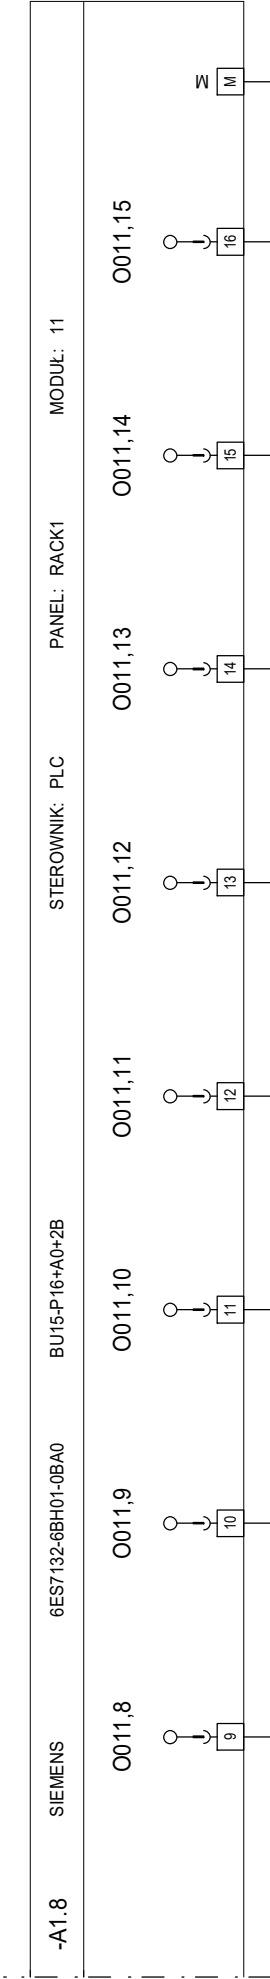 -A1.8 SIEMENS 6ES7132-6BH01-0BA0 BU15-P16+A0+2B STEROWNIK: PLC PANEL: RACK1 MODUŁ: 11
O011,8 O011,9 O011,10 O011,11 O011,12 O011,13 O011,14 O011,15
M
9 10 11 12 13 14 15 16 M